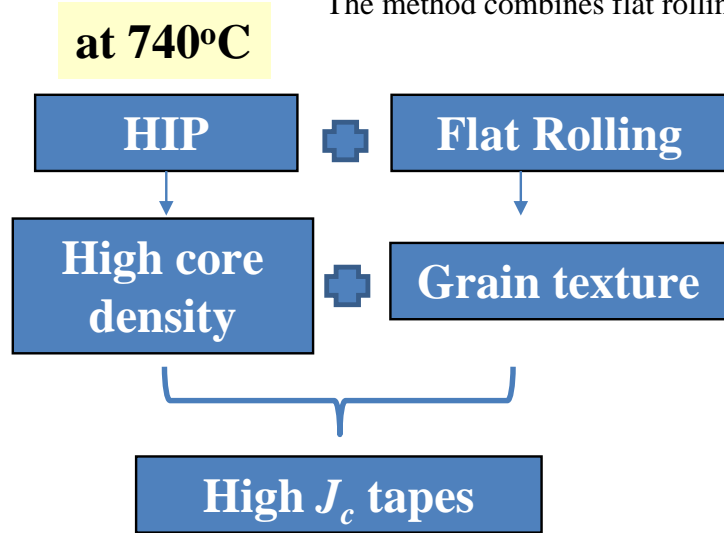 The method combines flat rollin
at 740°C
HIP
Flat Rolling
High core
density
Grain texture
High Jc tapes